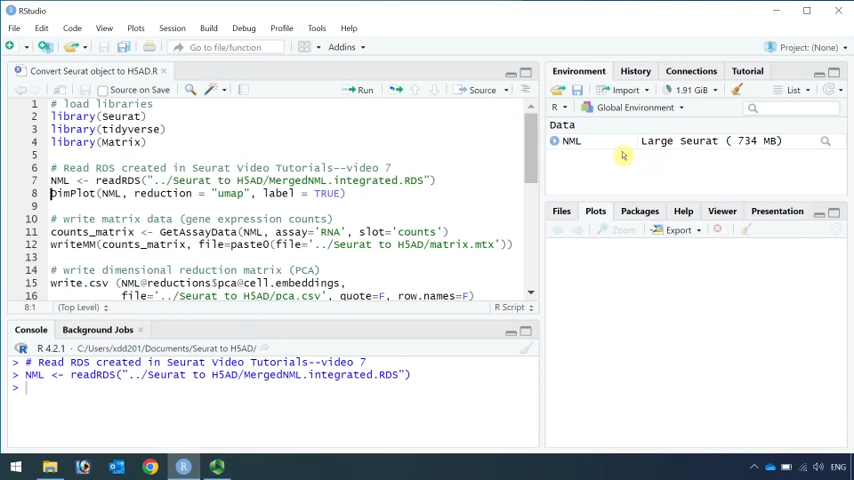 RStudio
File Edit Code View Plots Session Build Debug Profile Tools Help
Go to file/function Addins Project: (None)
Convert Seurat object to H5AD.R
Source on Save Run Source
1 # load libraries
2 library(Seurat)
3 library(tidyverse)
4 library(Matrix)
5
6 # Read RDS created in Seurat Video Tutorials--video 7
7 NML <- readRDS("../Seurat to H5AD/MergedNML.integrated.RDS")
8 DimPlot(NML, reduction = "umap", label = TRUE)
9
10 # write matrix data (gene expression counts)
11 counts_matrix <- GetAssayData(NML, assay='RNA', slot='counts')
12 writeMM(counts_matrix, file=paste0(file='../Seurat to H5AD/matrix.mtx'))
13
14 # write dimensional reduction matrix (PCA)
15 write.csv (NML@reductions$pca@cell.embeddings,
16 file='../Seurat to H5AD/pca.csv', quote=F, row.names=F)
8:1 (Top Level) R Script
Console Background Jobs
R 4.2.1 · C:/Users/xdd201/Documents/Seurat to H5AD/
> # Read RDS created in Seurat Video Tutorials--video 7
> NML <- readRDS("../Seurat to H5AD/MergedNML.integrated.RDS")
>
Environment History Connections Tutorial
Import 1.91 GiB List
R Global Environment
Data
NML Large Seurat ( 734 MB)
Files Plots Packages Help Viewer Presentation
Zoom Export
ENG